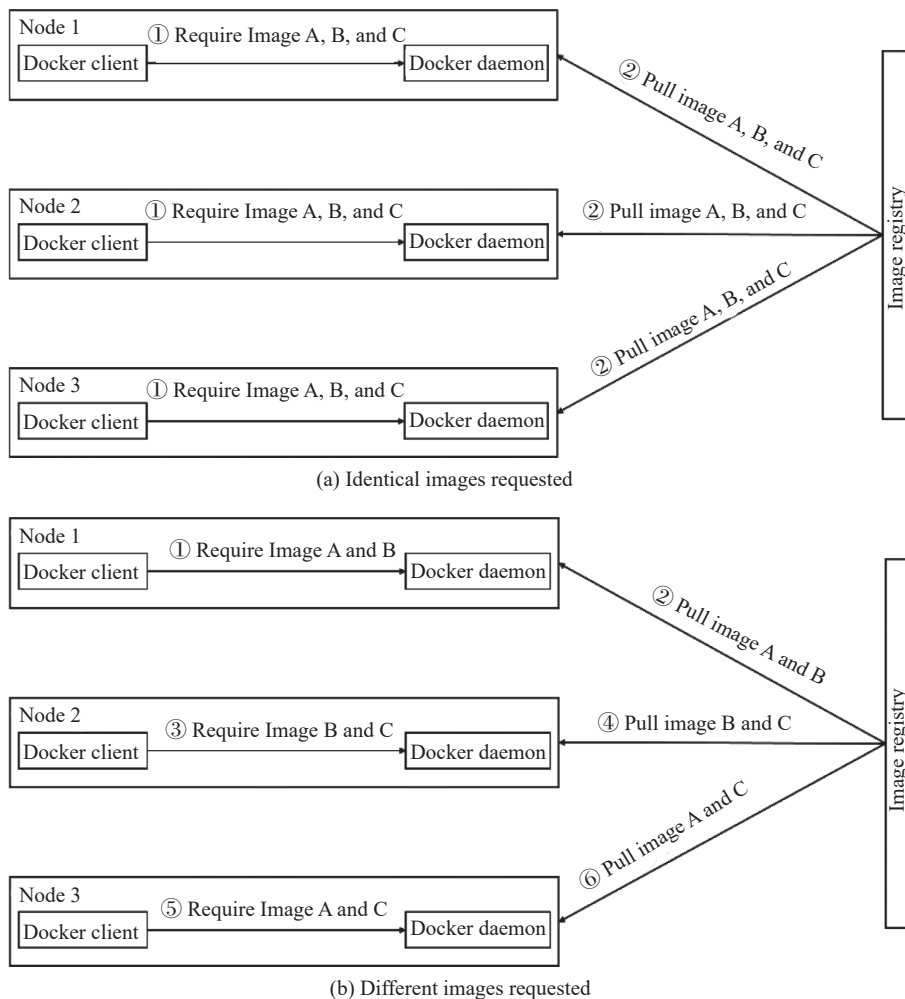 Node 1
① Require Image A, B, and C
Docker client
Docker daemon
② Pull image A, B, and C
Node 2
① Require Image A, B, and C
Docker client
Docker daemon
② Pull image A, B, and C
Image registry
Node 3
① Require Image A, B, and C
Docker client
Docker daemon
② Pull image A, B, and C
(a) Identical images requested
Node 1
① Require Image A and B
Docker client
Docker daemon
② Pull image A and B
Node 2
③ Require Image B and C
Docker client
Docker daemon
④ Pull image B and C
Image registry
Node 3
⑤ Require Image A and C
Docker client
Docker daemon
⑥ Pull image A and C
(b) Different images requested